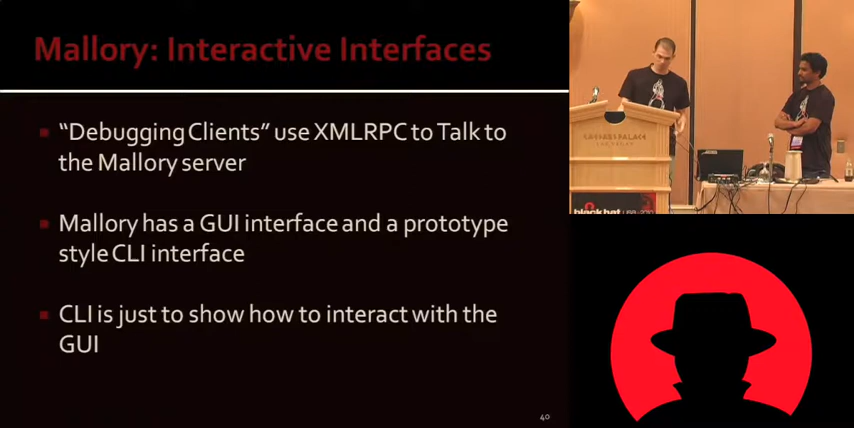 Mallory: Interactive Interfaces
"Debugging Clients" use XMLRPC to Talk to
the Mallory server
Mallory has a GUI interface and a prototype
style CLI interface
CLI is just to show how to interact with the
GUI
40
CAESARS PALACE
LAS VEGAS
black hat USA 2010